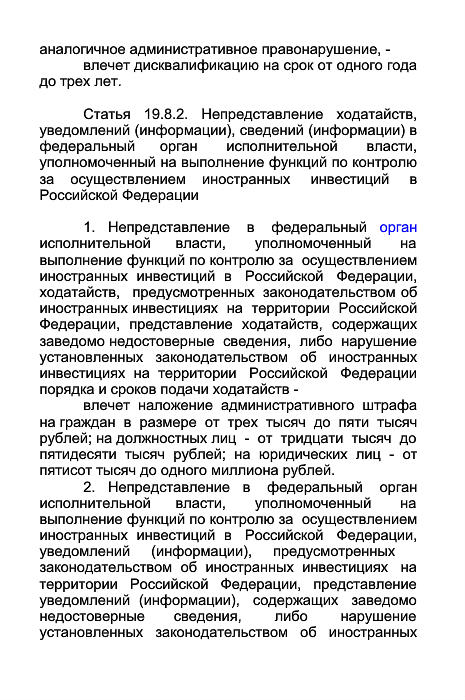 аналогичное административное правонарушение, -
влечет дисквалификацию на срок от одного года
до трех лет.
Статья 19.8.2. Непредставление ходатайств,
уведомлений (информации), сведений (информации) в
федеральный орган исполнительной власти,
уполномоченный на выполнение функций по контролю
за осуществлением иностранных инвестиций в
Российской Федерации
1. Непредставление в федеральный орган
исполнительной власти, уполномоченный на
выполнение функций по контролю за осуществлением
иностранных инвестиций в Российской Федерации,
ходатайств, предусмотренных законодательством об
иностранных инвестициях на территории Российской
Федерации, представление ходатайств, содержащих
заведомо недостоверные сведения, либо нарушение
установленных законодательством об иностранных
инвестициях на территории Российской Федерации
порядка и сроков подачи ходатайств -
влечет наложение административного штрафа
на граждан в размере от трех тысяч до пяти тысяч
рублей; на должностных лиц - от тридцати тысяч до
пятидесяти тысяч рублей; на юридических лиц - от
пятисот тысяч до одного миллиона рублей.
2. Непредставление в федеральный орган
исполнительной власти, уполномоченный на
выполнение функций по контролю за осуществлением
иностранных инвестиций в Российской Федерации,
уведомлений (информации), предусмотренных
законодательством об иностранных инвестициях на
территории Российской Федерации, представление
уведомлений (информации), содержащих заведомо
недостоверные сведения, либо нарушение
установленных законодательством об иностранных